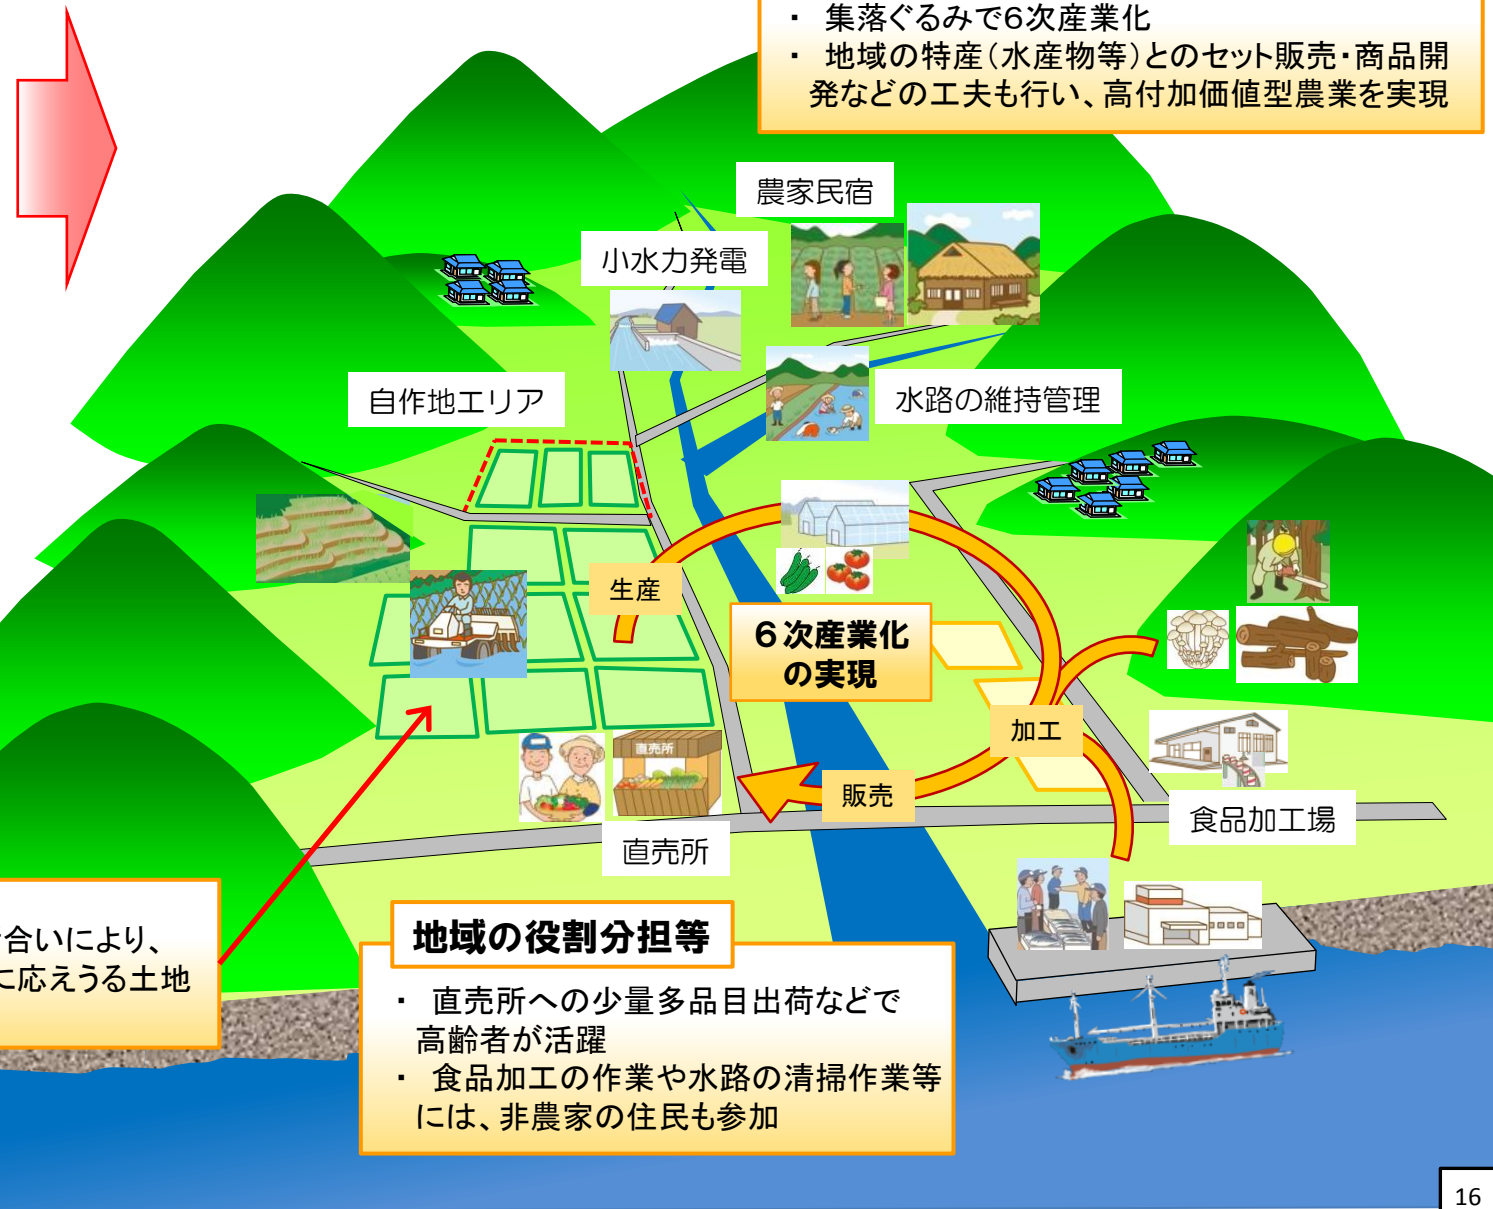 ・ 集落ぐるみで6次産業化
・ 地域の特産(水産物等)とのセット販売・商品開
発などの工夫も行い、高付加価値型農業を実現
農家民宿
小水力発電
自作地エリア
水路の維持管理
生産
6次産業化
の実現
加工
直売所
販売
食品加工場
直売所
合いにより、
に応えうる土地
地域の役割分担等
・ 直売所への少量多品目出荷などで
高齢者が活躍
・ 食品加工の作業や水路の清掃作業等
には、非農家の住民も参加
16